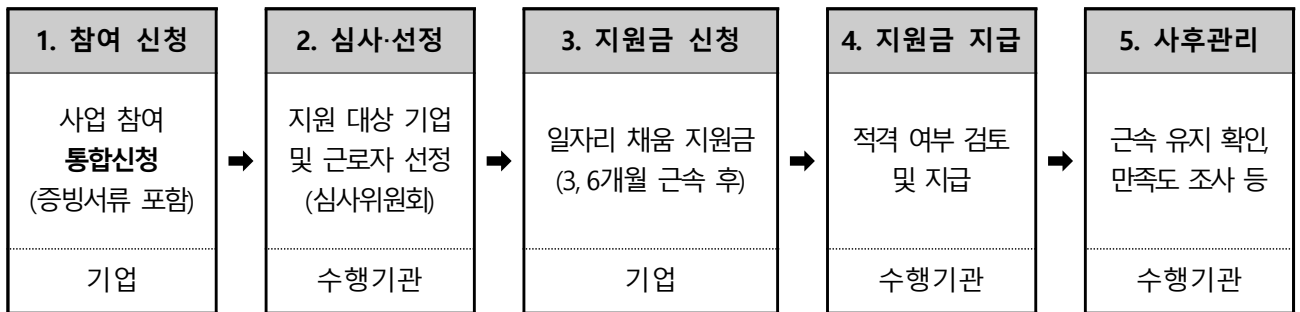 1. 참여 신청
사업 참여
통합신청
(증빙서류 포함)
기업
➡
2. 심사·선정
지원 대상 기업
및 근로자 선정
(심사위원회)
수행기관
➡
3. 지원금 신청
일자리 채움 지원금
(3, 6개월 근속 후)
기업
➡
4. 지원금 지급
적격 여부 검토
및 지급
수행기관
➡
5. 사후관리
근속 유지 확인,
만족도 조사 등
수행기관